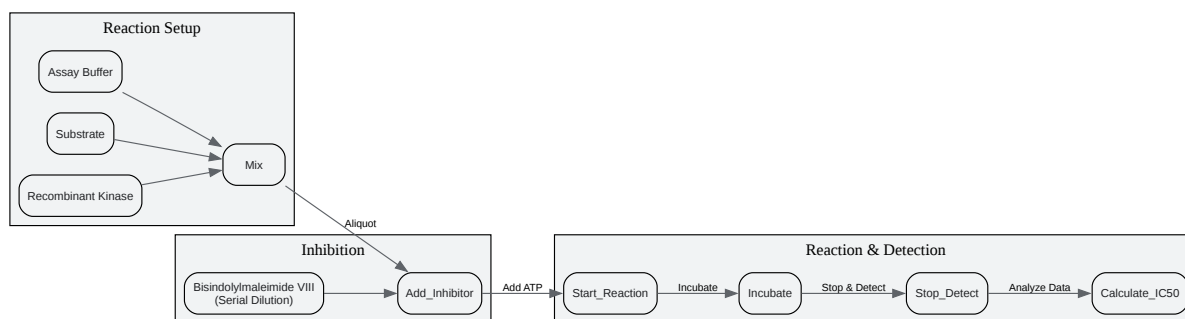 Reaction Setup
Assay Buffer
Substrate
Mix
Recombinant Kinase
Aliquot
Inhibition
Bisindolylmaleimide VIII
(Serial Dilution)
Add_Inhibitor
Add ATP
Reaction & Detection
Start_Reaction
Incubate
Incubate
Stop & Detect
Stop_Detect
Analyze Data
Calculate_IC50